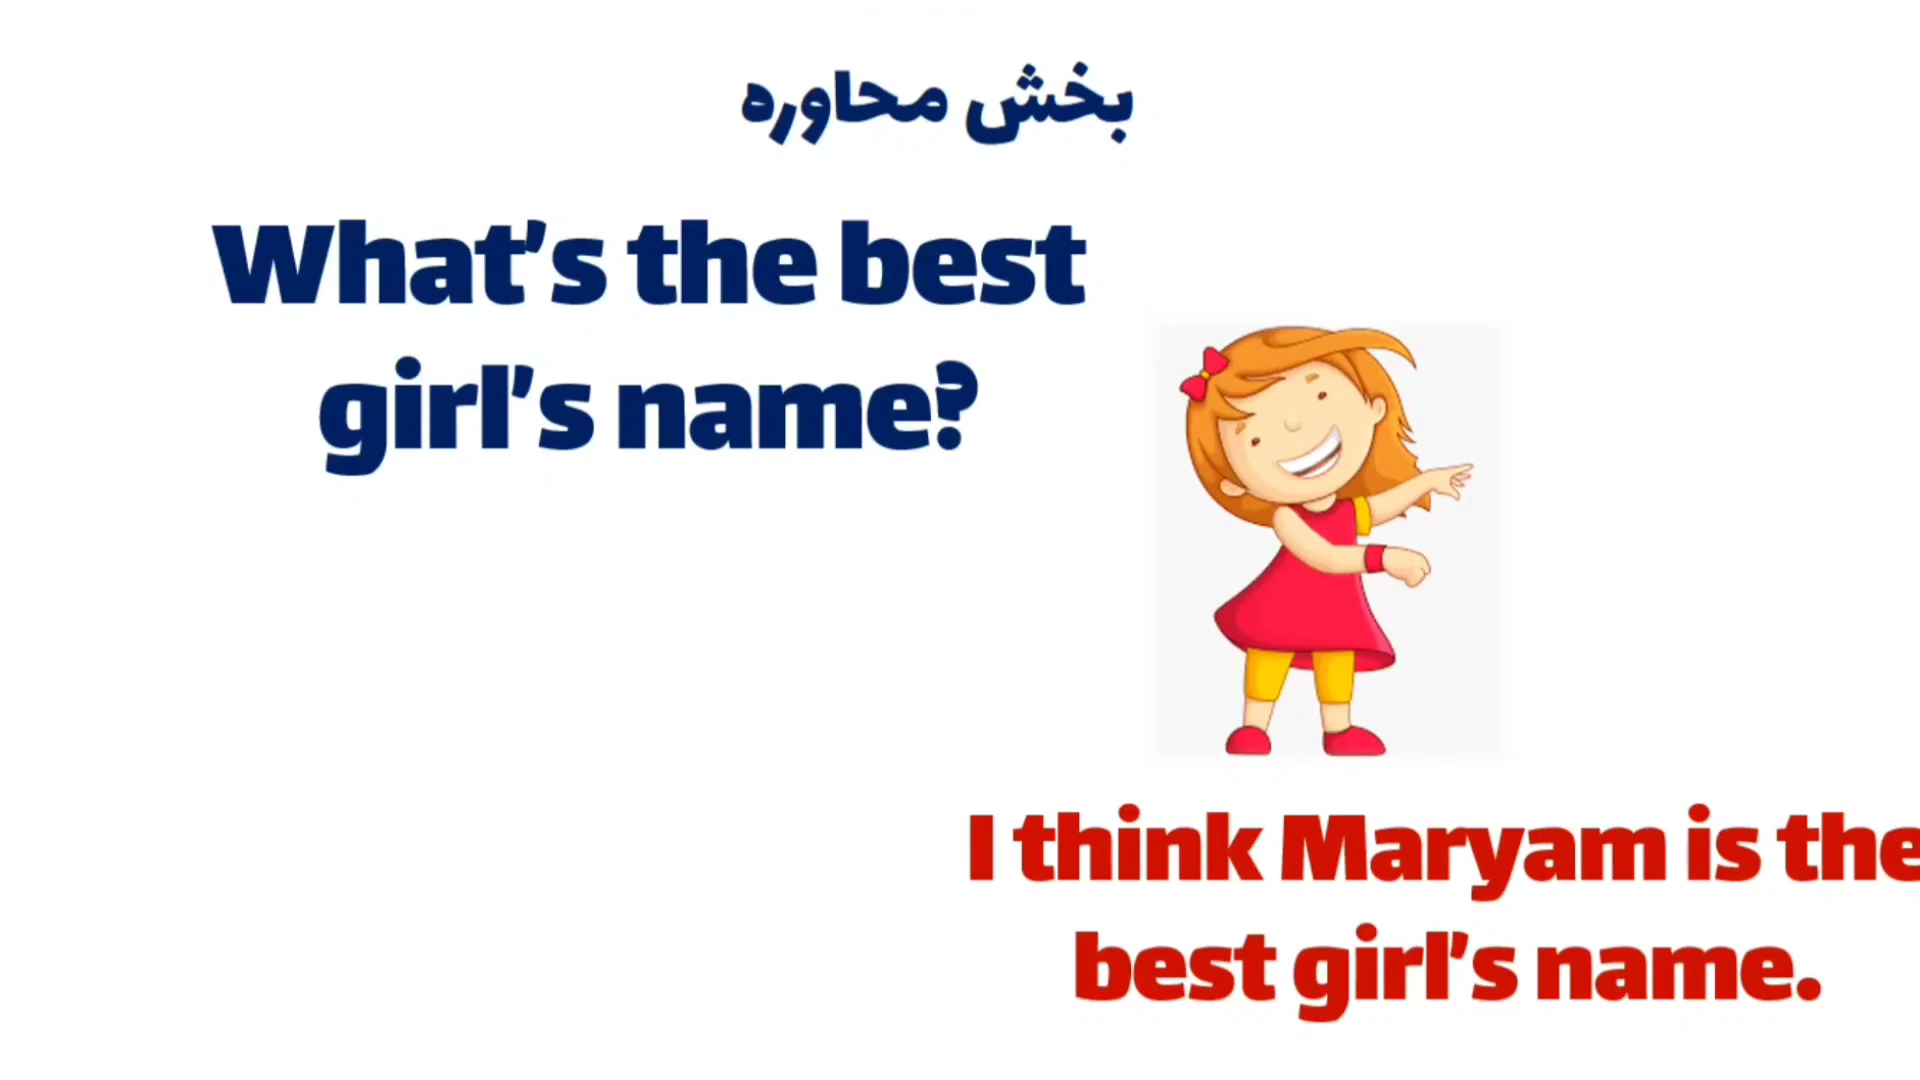 بخش محاوره
What's the best
girl's name?
I think Maryam is the
best girl's name.